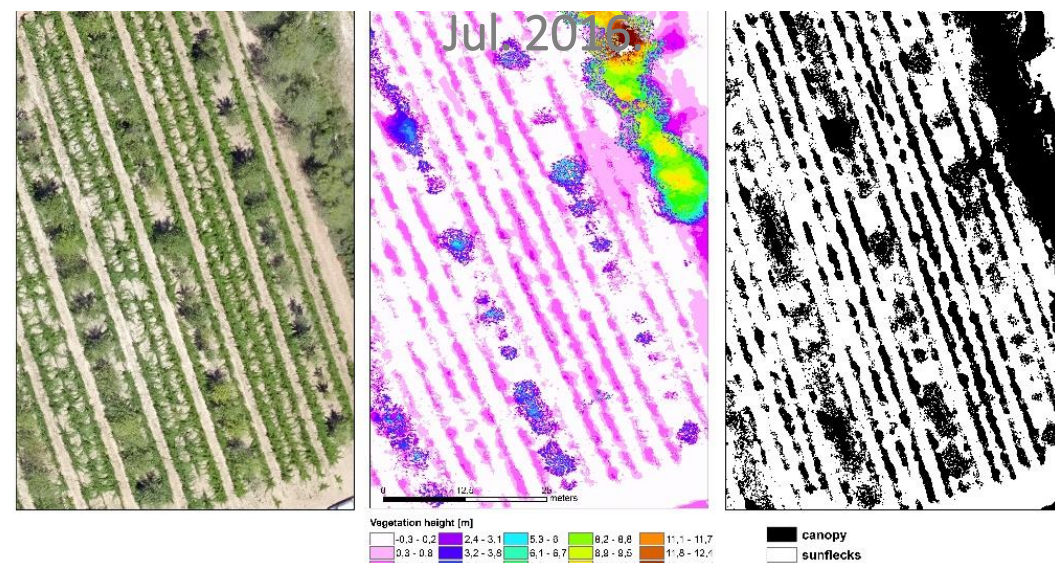 Jul. 2016.
0 12,5 25
meters
Vegetation height [m]
-0,3 - 0,2 2,4 - 3,1 5,3 - 6 8,2 - 8,8 11,1 - 11,7
0,3 - 0,8 3,2 - 3,8 6,1 - 6,7 8,9 - 9,5 11,8 - 12,4
canopy
sunflecks